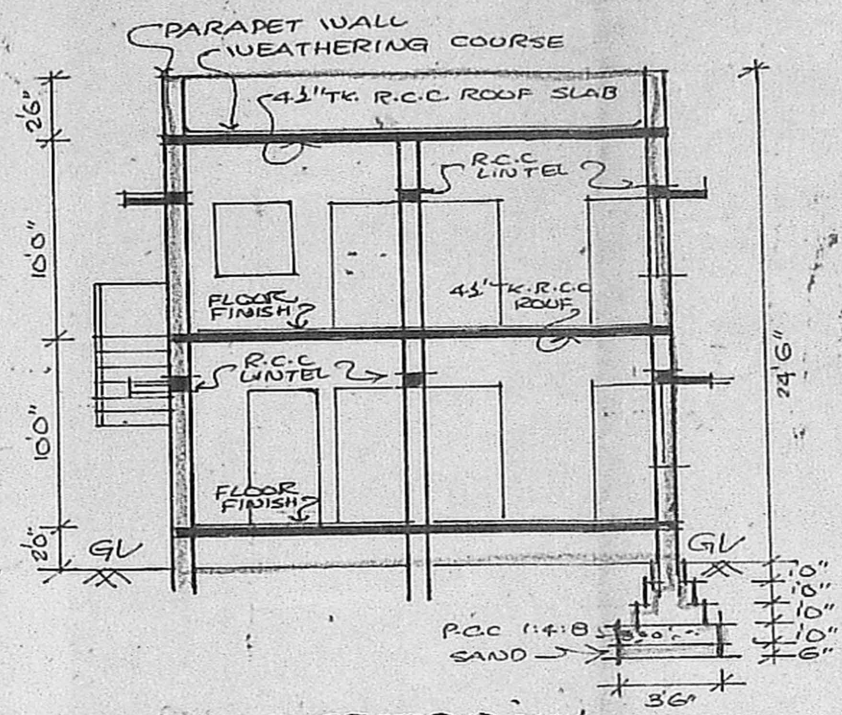 PARAPET WALL
WEATHERING COURSE
4½" TK. R.C.C. ROOF SLAB
2'6"
R.C.C
LINTEL
10'0"
4½" TK. R.C.C
ROOF
FLOOR
FINISH
R.C.C
LINTEL
24'6"
10'0"
FLOOR
FINISH
2'0"
GL
GL
1'0"
1'0"
1'0"
1'0"
6"
P.C.C 1:4:8
SAND
3'6"